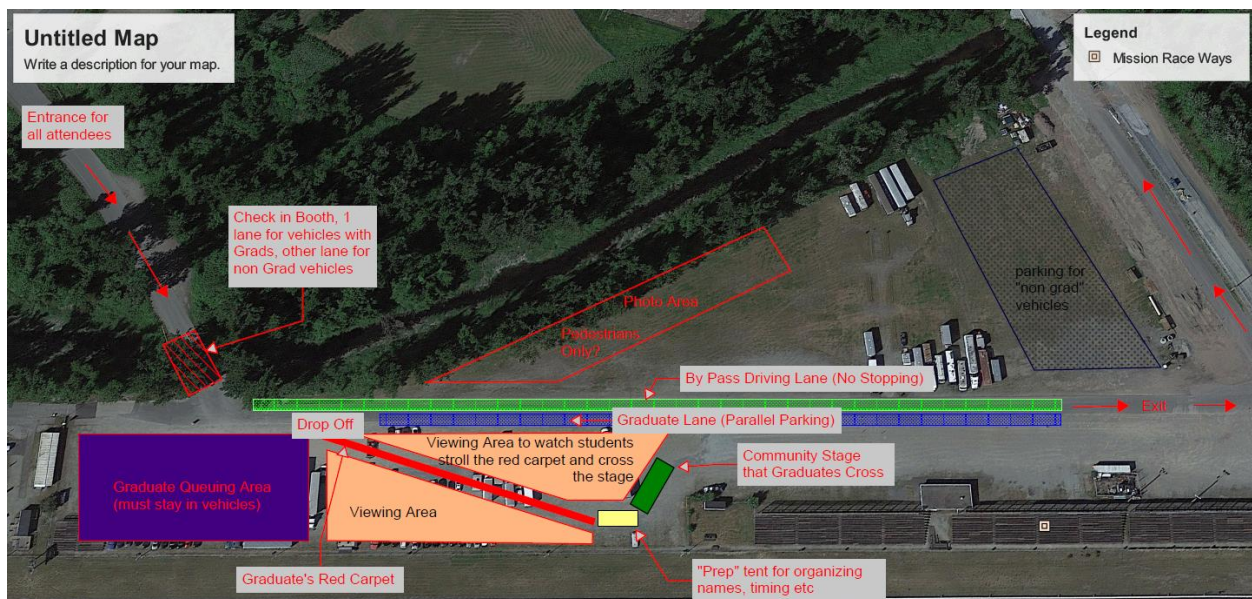 Untitled Map
Write a description for your map.
Legend
Mission Race Ways
Entrance for
all attendees
Check in Booth, 1
lane for vehicles with
Grads, other lane for
non Grad vehicles
parking for
"non grad"
vehicles
Photo Area
Pedestrians
Only?
By Pass Driving Lane (No Stopping)
Exit
Graduate Lane (Parallel Parking)
Drop Off
Viewing Area to watch students
stroll the red carpet and cross
the stage
Community Stage
that Graduates Cross
Graduate Queuing Area
(must stay in vehicles)
Viewing Area
Graduate's Red Carpet
"Prep" tent for organizing
names, timing etc